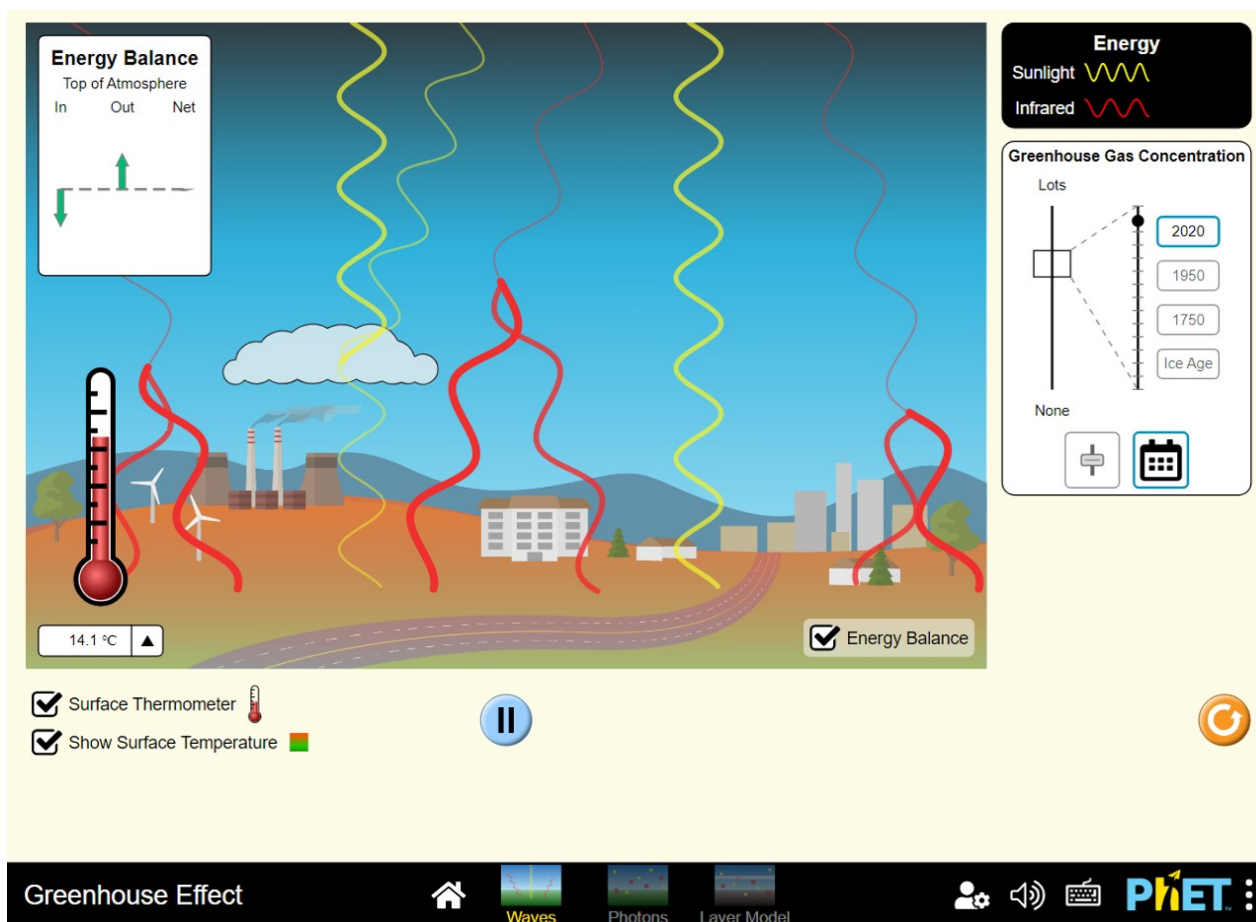 Energy Balance
Top of Atmosphere
In Out Net
14.1 °C
Energy Balance
Energy
Sunlight
Infrared
Greenhouse Gas Concentration
Lots
None
2020
1950
1750
Ice Age
Surface Thermometer
Show Surface Temperature
Greenhouse Effect
Waves
Photons
Layer Model
PhET